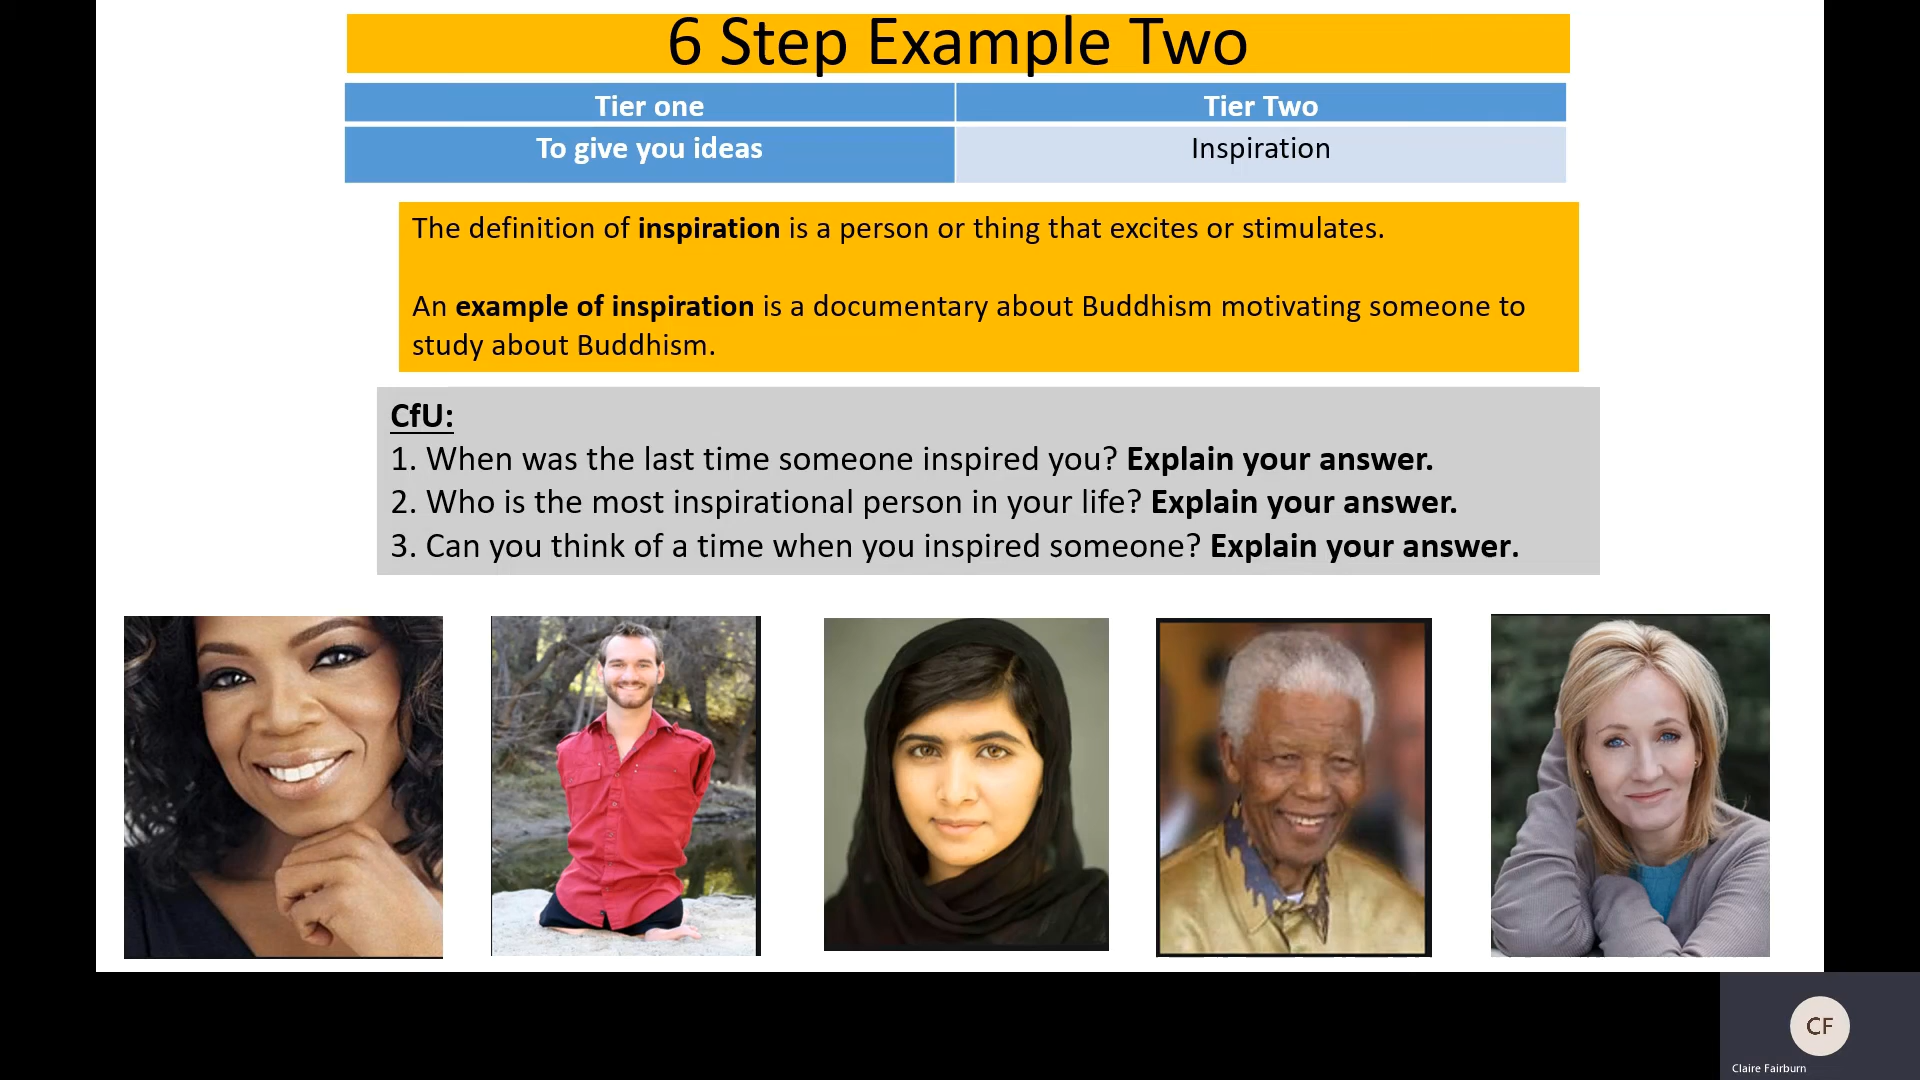 6 Step Example Two
Tier one
Tier Two
To give you ideas
Inspiration
The definition of inspiration is a person or thing that excites or stimulates.
An example of inspiration is a documentary about Buddhism motivating someone to
study about Buddhism.
CfU:
1. When was the last time someone inspired you? Explain your answer.
2. Who is the most inspirational person in your life? Explain your answer.
3. Can you think of a time when you inspired someone? Explain your answer.
CF
Claire Fairburn